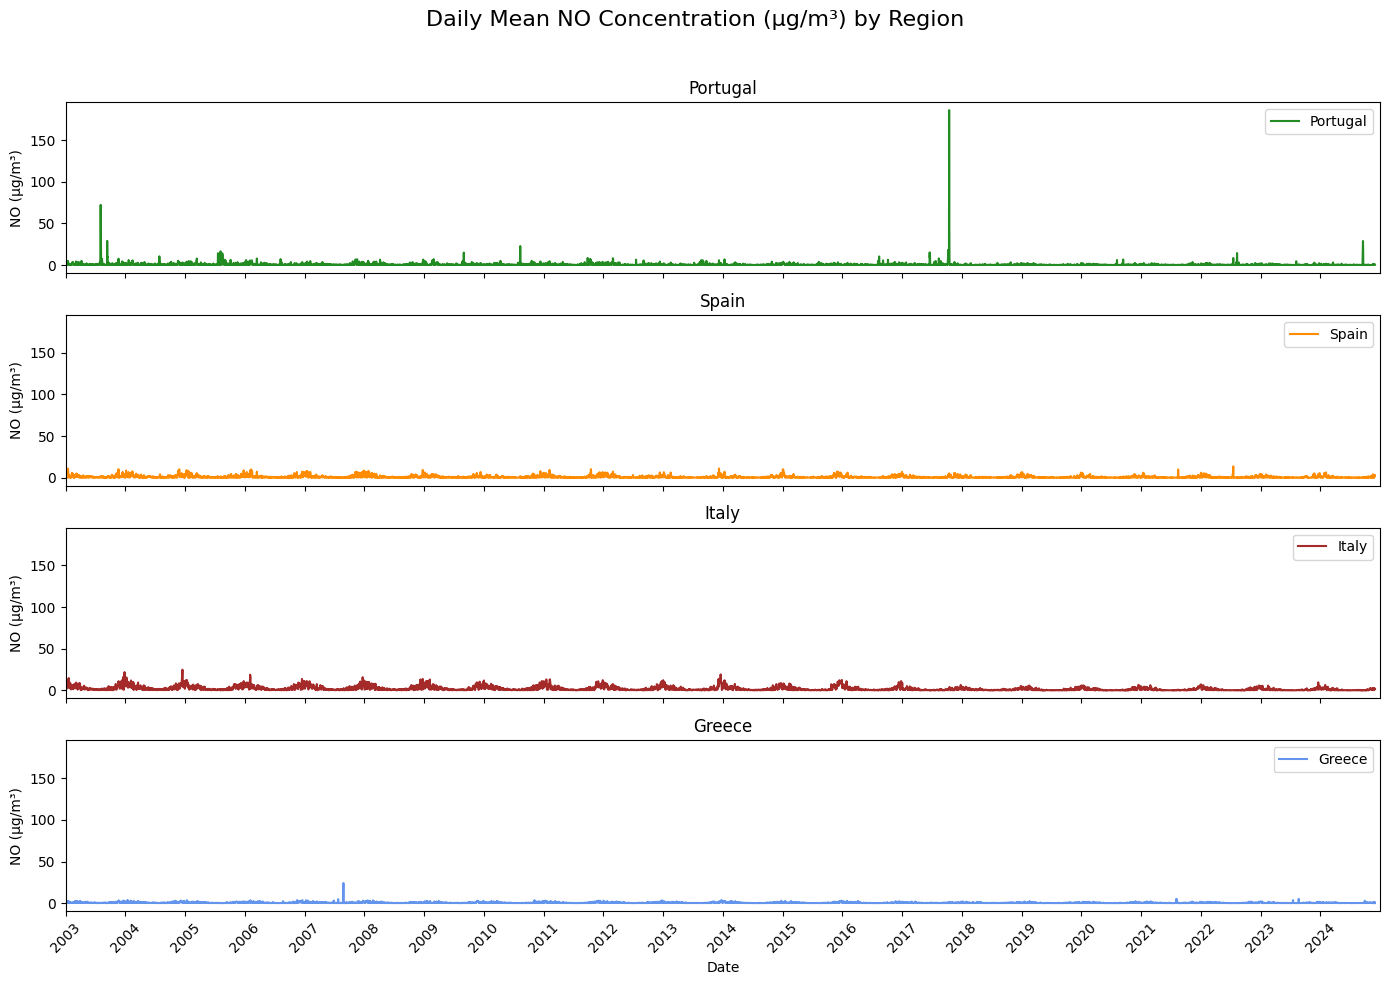 Daily Mean NO Concentration (µg/m³) by Region
Portugal
NO (µg/m³)
150
100
50
0
Portugal
Spain
NO (µg/m³)
150
100
50
0
Spain
Italy
NO (µg/m³)
150
100
50
0
Italy
Greece
NO (µg/m³)
150
100
50
0
Greece
2003 2004 2005 2006 2007 2008 2009 2010 2011 2012 2013 2014 2015 2016 2017 2018 2019 2020 2021 2022 2023 2024
Date